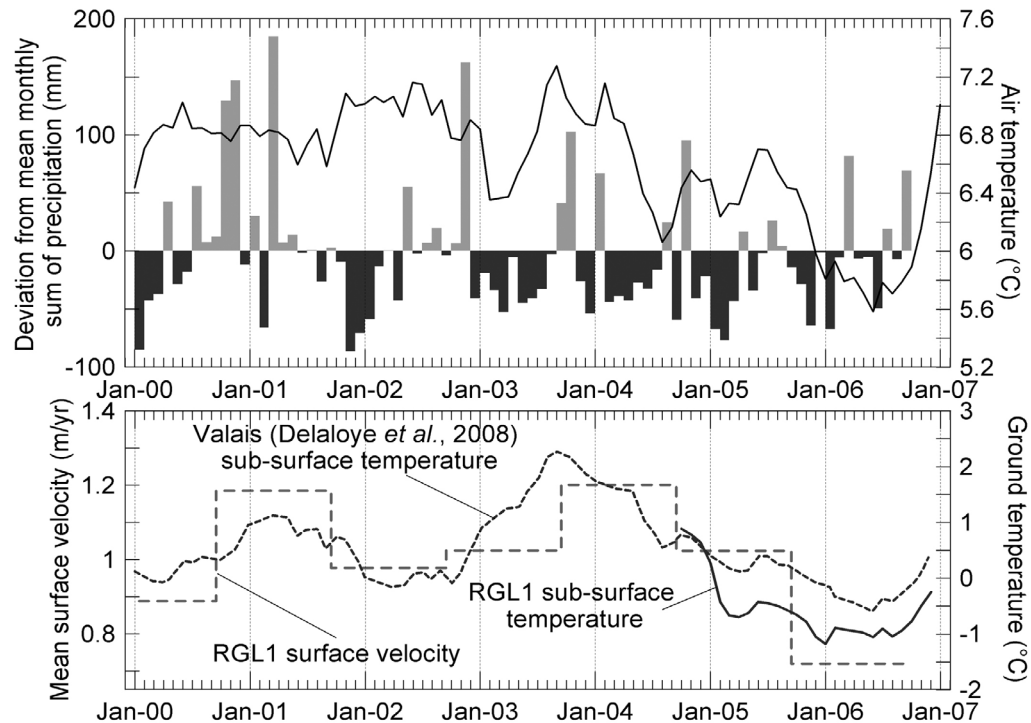 200
100
0
-100
Deviation from mean monthly
sum of precipitation (mm)
7.6
7.2
6.8
6.4
6
5.6
5.2
Air temperature
(°C)
Jan-00 Jan-01 Jan-02 Jan-03 Jan-04 Jan-05 Jan-06 Jan-07
1.4
1.2
1
0.8
Mean surface velocity (m/yr)
Valais (Delaloye et al., 2008)
sub-surface temperature
RGL1 sub-surface
temperature
RGL1 surface velocity
3
2
1
0
-1
-2
Ground temperature
(°C)
Jan-00 Jan-01 Jan-02 Jan-03 Jan-04 Jan-05 Jan-06 Jan-07